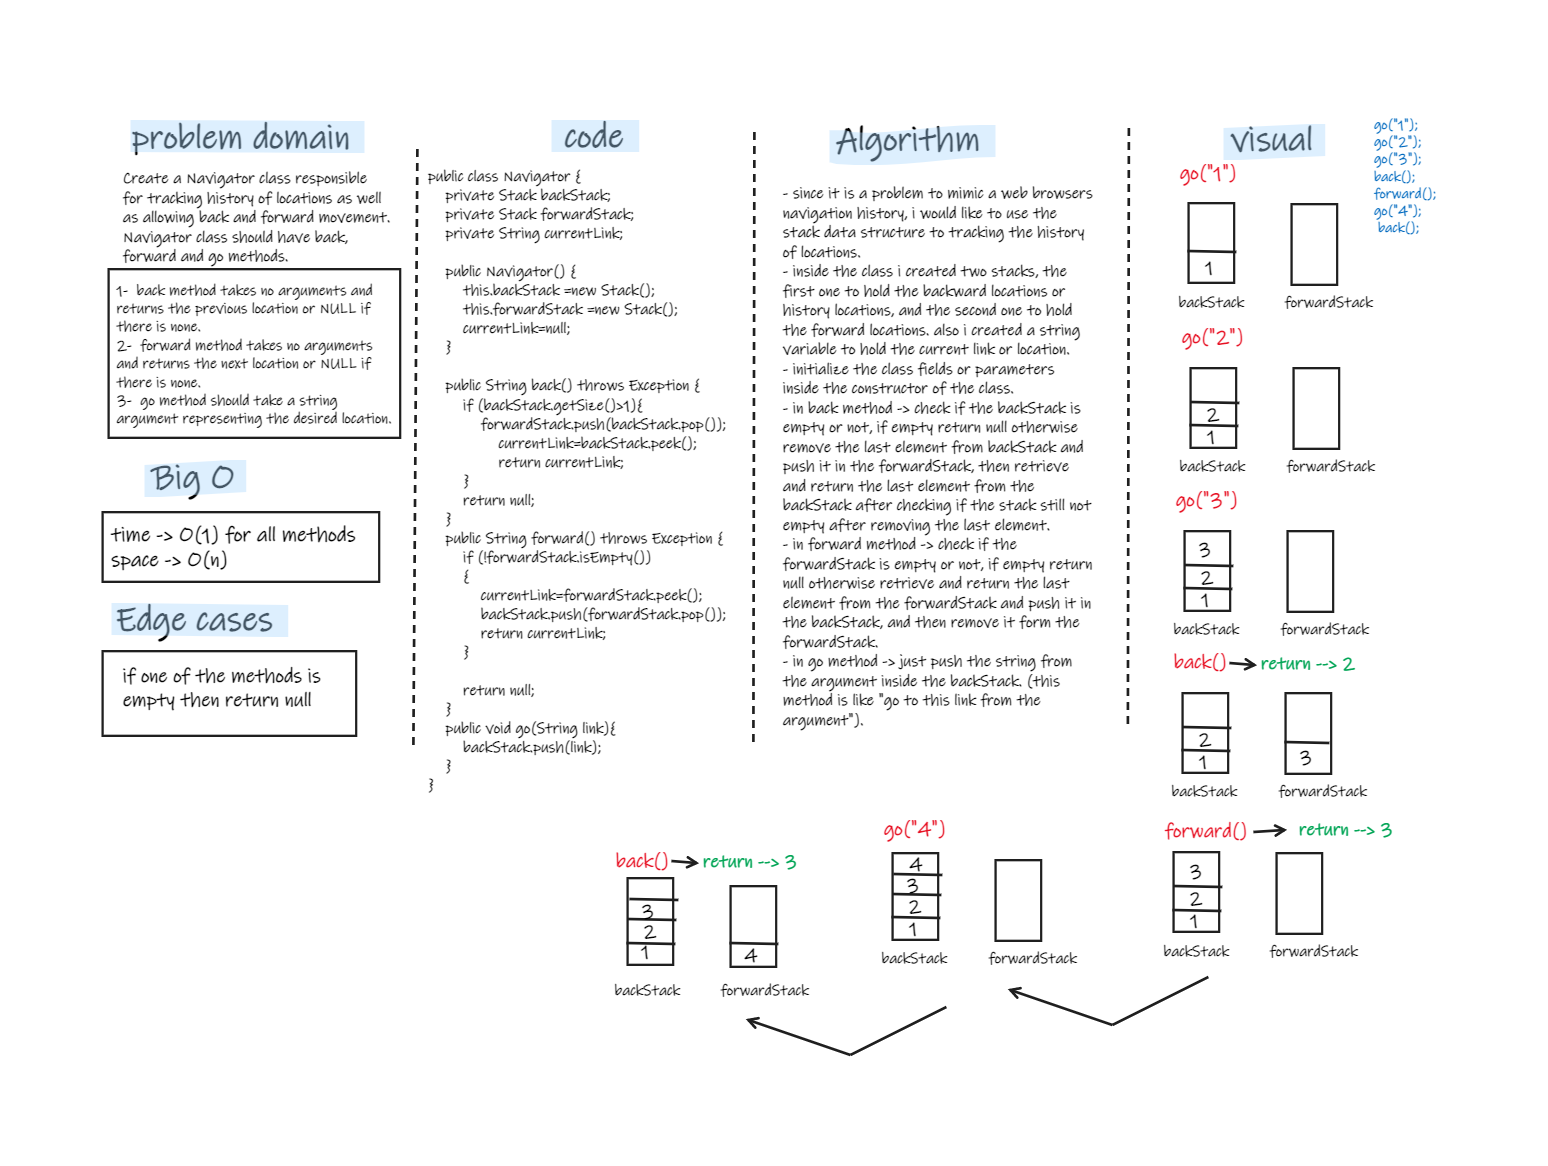 problem domain
Create a Navigator class responsible
for tracking history of locations as well
as allowing back and forward movement.
Navigator class should have back,
forward and go methods.
1- back method takes no arguments and
returns the previous location or NULL if
there is none.
2- forward method takes no arguments
and returns the next location or NULL if
there is none.
3- go method should take a string
argument representing the desired location.
Big O
time -> O(1) for all methods
space -> O(n)
Edge cases
if one of the methods is
empty then return null
code
public class Navigator {
private Stack backStack;
private Stack forwardStack;
private String currentLink;
public Navigator() {
this.backStack =new Stack();
this.forwardStack =new Stack();
currentLink=null;
}
public String back() throws Exception {
if (backStack.getSize()>1){
forwardStack.push(backStack.pop());
currentLink=backStack.peek();
return currentLink;
}
return null;
}
public String forward() throws Exception {
if (!forwardStack.isEmpty())
{
currentLink=forwardStack.peek();
backStack.push(forwardStack.pop());
return currentLink;
}
return null;
}
public void go(String link){
backStack.push(link);
}
}
Algorithm
- since it is a problem to mimic a web browsers
navigation history, i would like to use the
stack data structure to tracking the history
of locations.
- inside the class i created two stacks, the
first one to hold the backward locations or
history locations, and the second one to hold
the forward locations. also i created a string
variable to hold the current link or location.
- initialize the class fields or parameters
inside the constructor of the class.
- in back method -> check if the backStack is
empty or not, if empty return null otherwise
remove the last element from backStack and
push it in the forwardStack, then retrieve
and return the last element from the
backStack after checking if the stack still not
empty after removing the last element.
- in forward method -> check if the
forwardStack is empty or not, if empty return
null otherwise retrieve and return the last
element from the forwardStack and push it in
the backStack, and then remove it form the
forwardStack.
- in go method -> just push the string from
the argument inside the backStack. (this
method is like "go to this link from the
argument").
visual
go("1");
go("2");
go("3");
back();
forward();
go("4");
back();
go("1")
1
backStack forwardStack
go("2")
2
1
backStack forwardStack
go("3")
3
2
1
backStack forwardStack
back() return --> 2
2
1 3
backStack forwardStack
forward() return --> 3
3
2
1
backStack forwardStack
go("4")
4
3
2
1
backStack forwardStack
back() return --> 3
3
2
1 4
backStack forwardStack